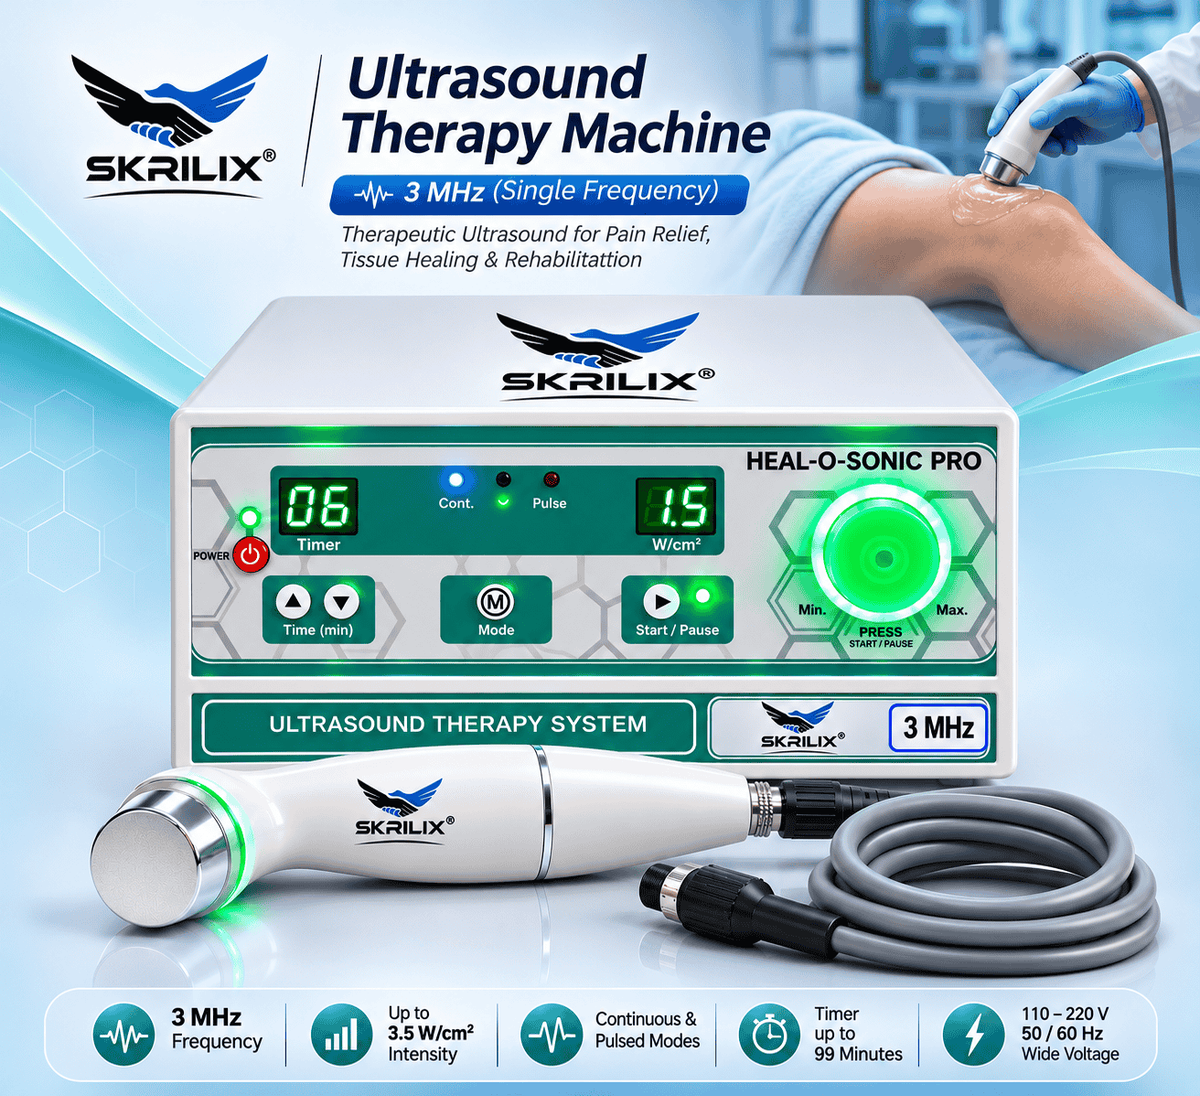 SKRILIX®
Ultrasound
Therapy Machine
3 MHz (Single Frequency)
Therapeutic Ultrasound for Pain Relief,
Tissue Healing & Rehabilitattion
SKRILIX®
HEAL-O-SONIC PRO
06
Timer
Cont.
Pulse
1.5
W/cm²
POWER
Time (min)
M
Mode
Start / Pause
Min.
Max.
PRESS
START / PAUSE
ULTRASOUND THERAPY SYSTEM
SKRILIX®
3 MHz
SKRILIX®
3 MHz
Frequency
Up to
3.5 W/cm²
Intensity
Continuous &
Pulsed Modes
Timer
up to
99 Minutes
110 – 220 V
50 / 60 Hz
Wide Voltage